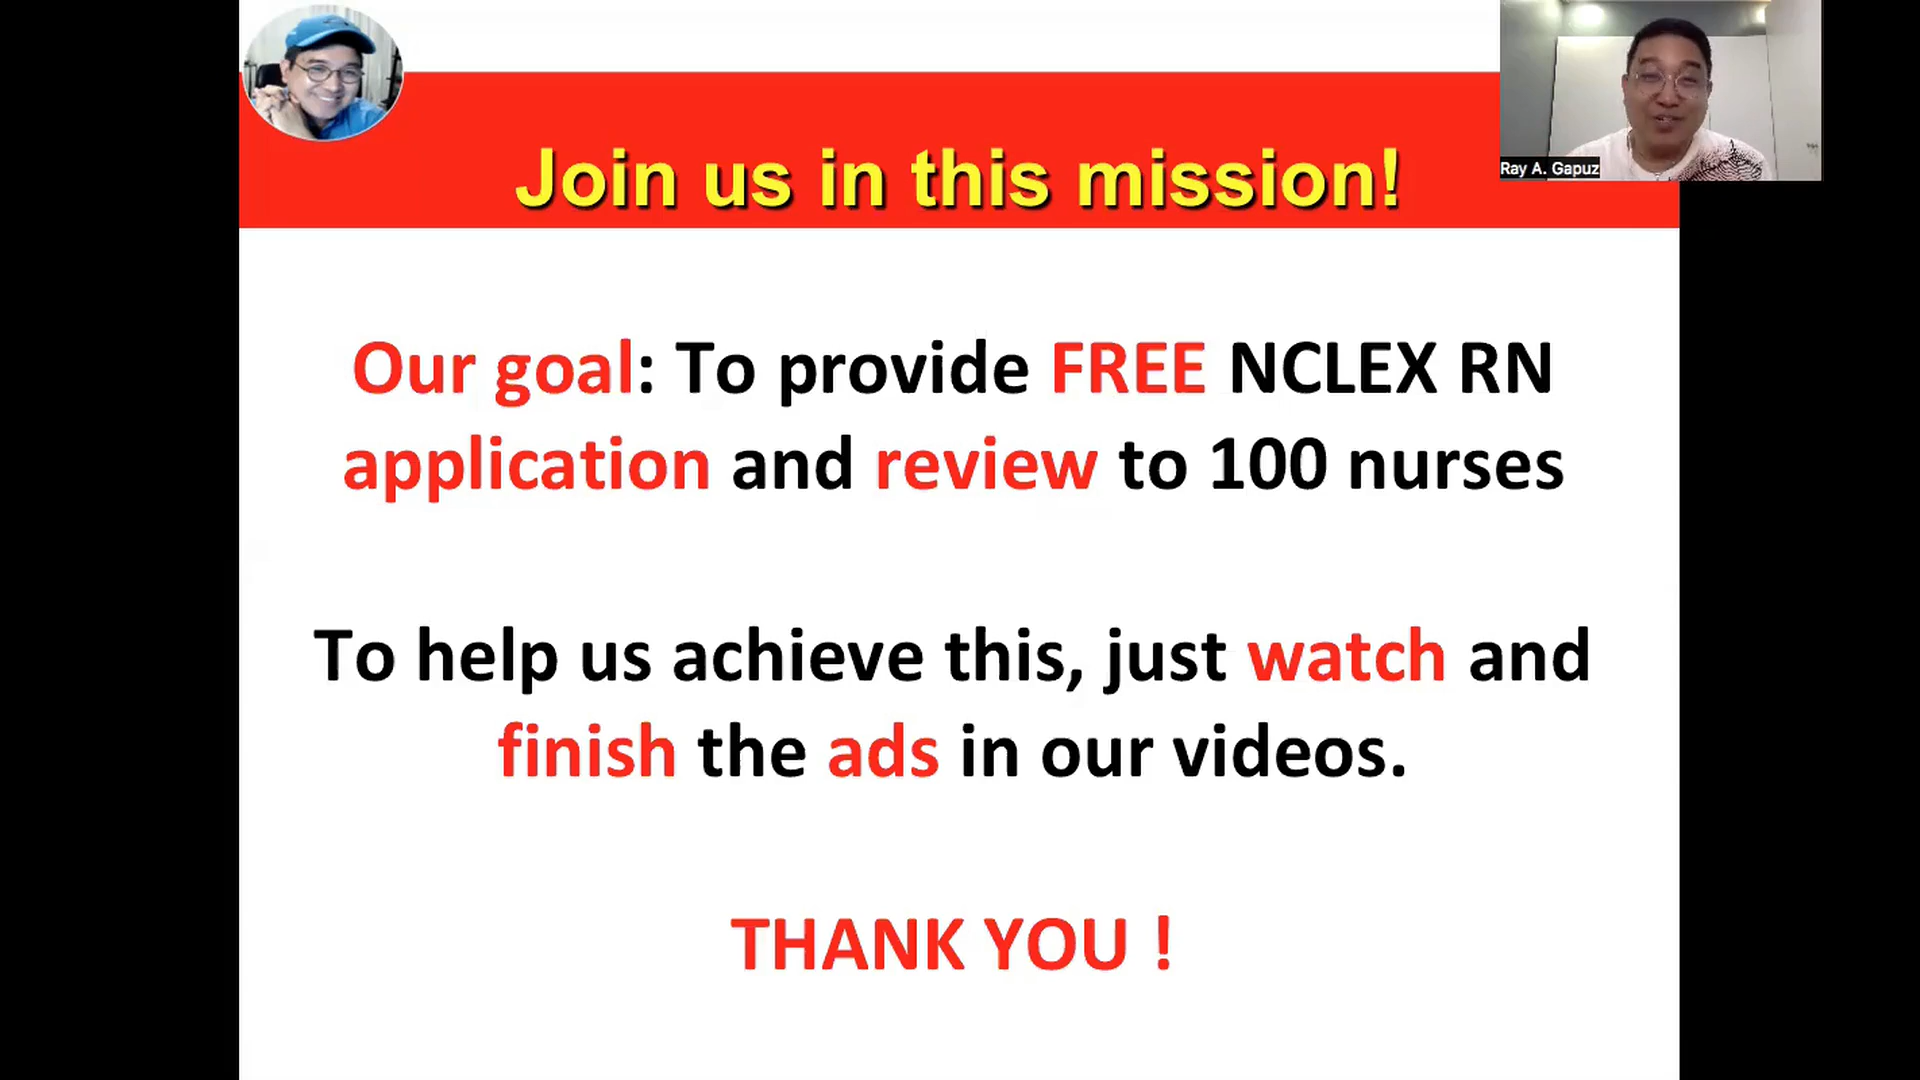 Join us in this mission!
Ray A. Gapuz
Our goal: To provide FREE NCLEX RN
application and review to 100 nurses
To help us achieve this, just watch and
finish the ads in our videos.
THANK YOU !